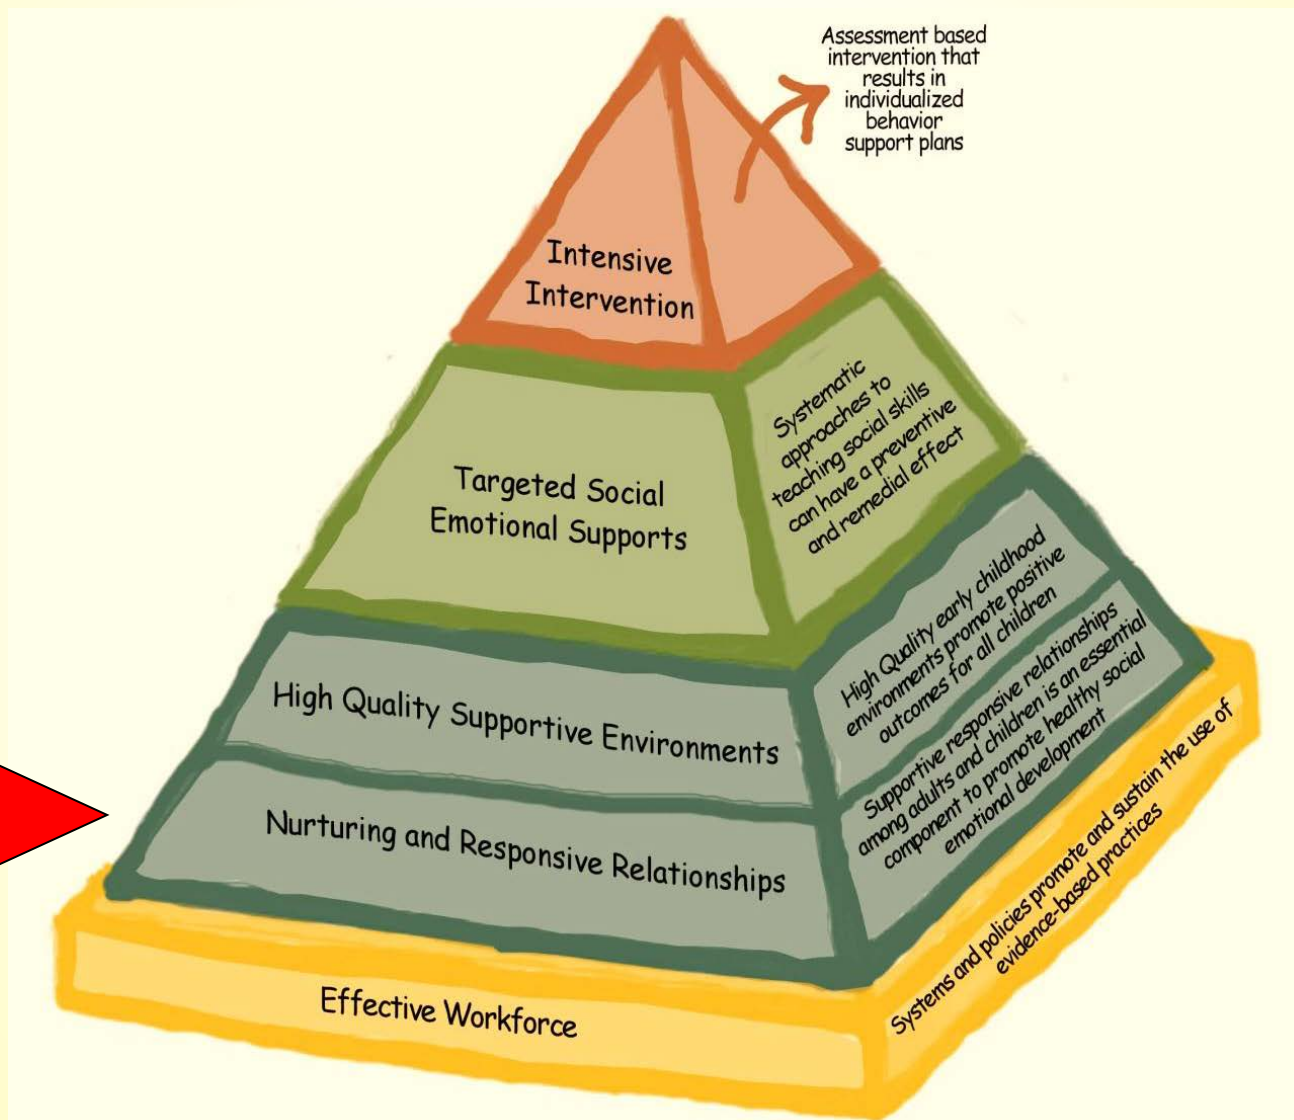 Assessment based
intervention that
results in
individualized
behavior
support plans
Intensive
Intervention
Systematic
approaches to
teaching social skills
can have a preventive
and remedial effect
Targeted Social
Emotional Supports
High Quality early childhood
environments promote positive
outcomes for all children
High Quality Supportive Environments
Supportive responsive relationships
among adults and children is an essential
component to promote healthy social
emotional development
Nurturing and Responsive Relationships
Systems and policies promote and sustain the use of
evidence-based practices
Effective Workforce